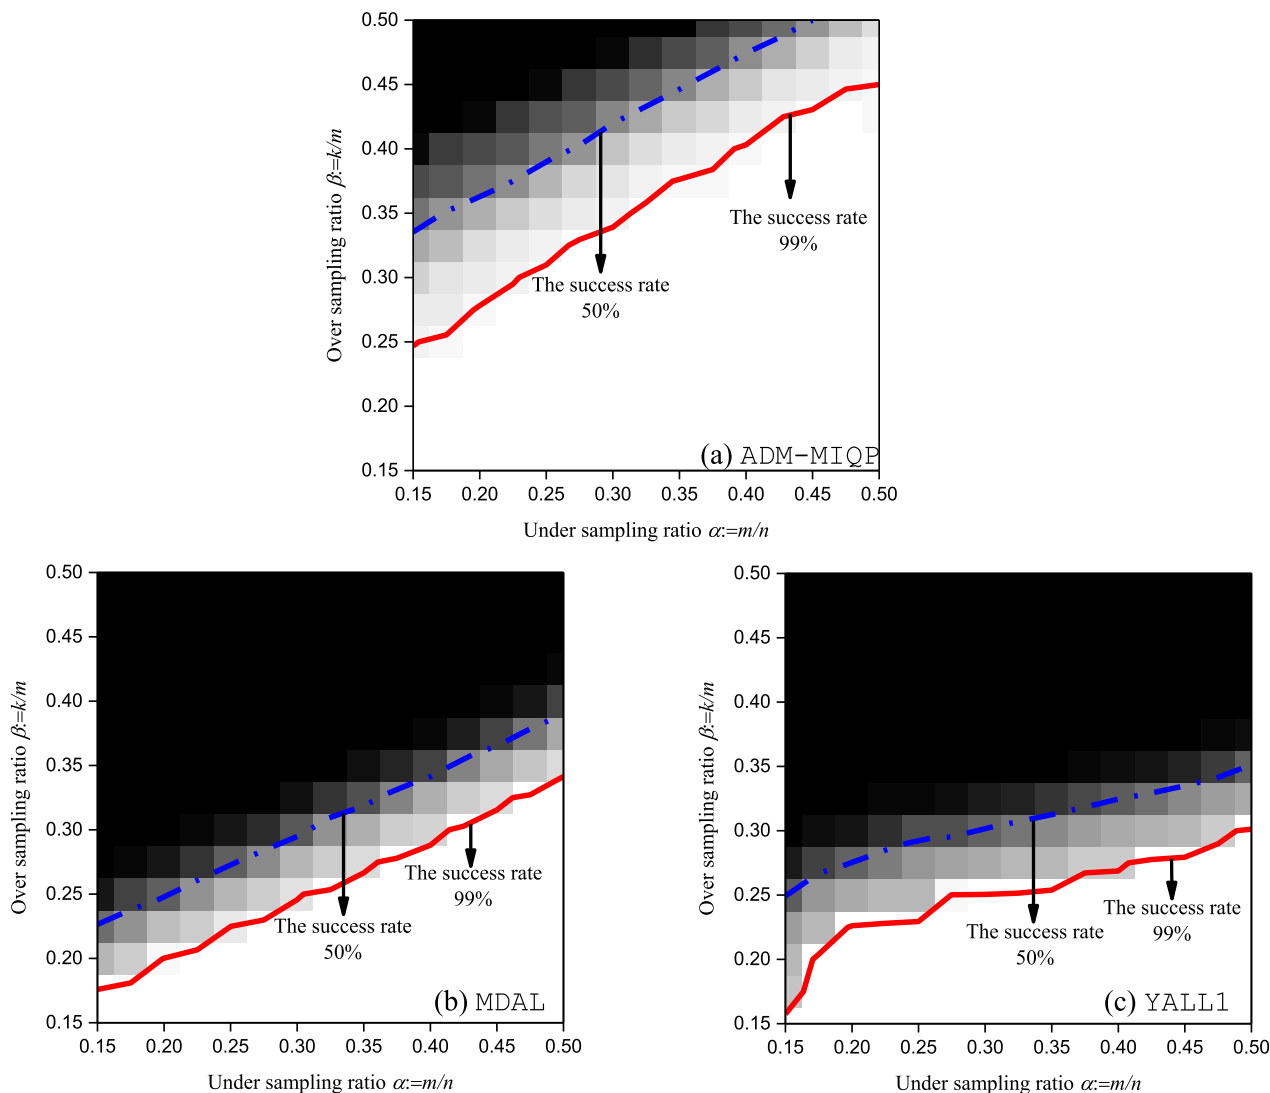 0.50
0.45
0.40
0.35
0.30
0.25
0.20
0.15
Over sampling ratio β:=k/m
The success rate
99%
The success rate
50%
(a) ADM-MIQP
0.15 0.20 0.25 0.30 0.35 0.40 0.45 0.50
Under sampling ratio α:=m/n
0.50
0.45
0.40
0.35
0.30
0.25
0.20
0.15
Over sampling ratio β:=k/m
The success rate
99%
The success rate
50%
(b) MDAL
0.15 0.20 0.25 0.30 0.35 0.40 0.45 0.50
Under sampling ratio α:=m/n
0.50
0.45
0.40
0.35
0.30
0.25
0.20
0.15
Over sampling ratio β:=k/m
The success rate
99%
The success rate
50%
(c) YALL1
0.15 0.20 0.25 0.30 0.35 0.40 0.45 0.50
Under sampling ratio α:=m/n